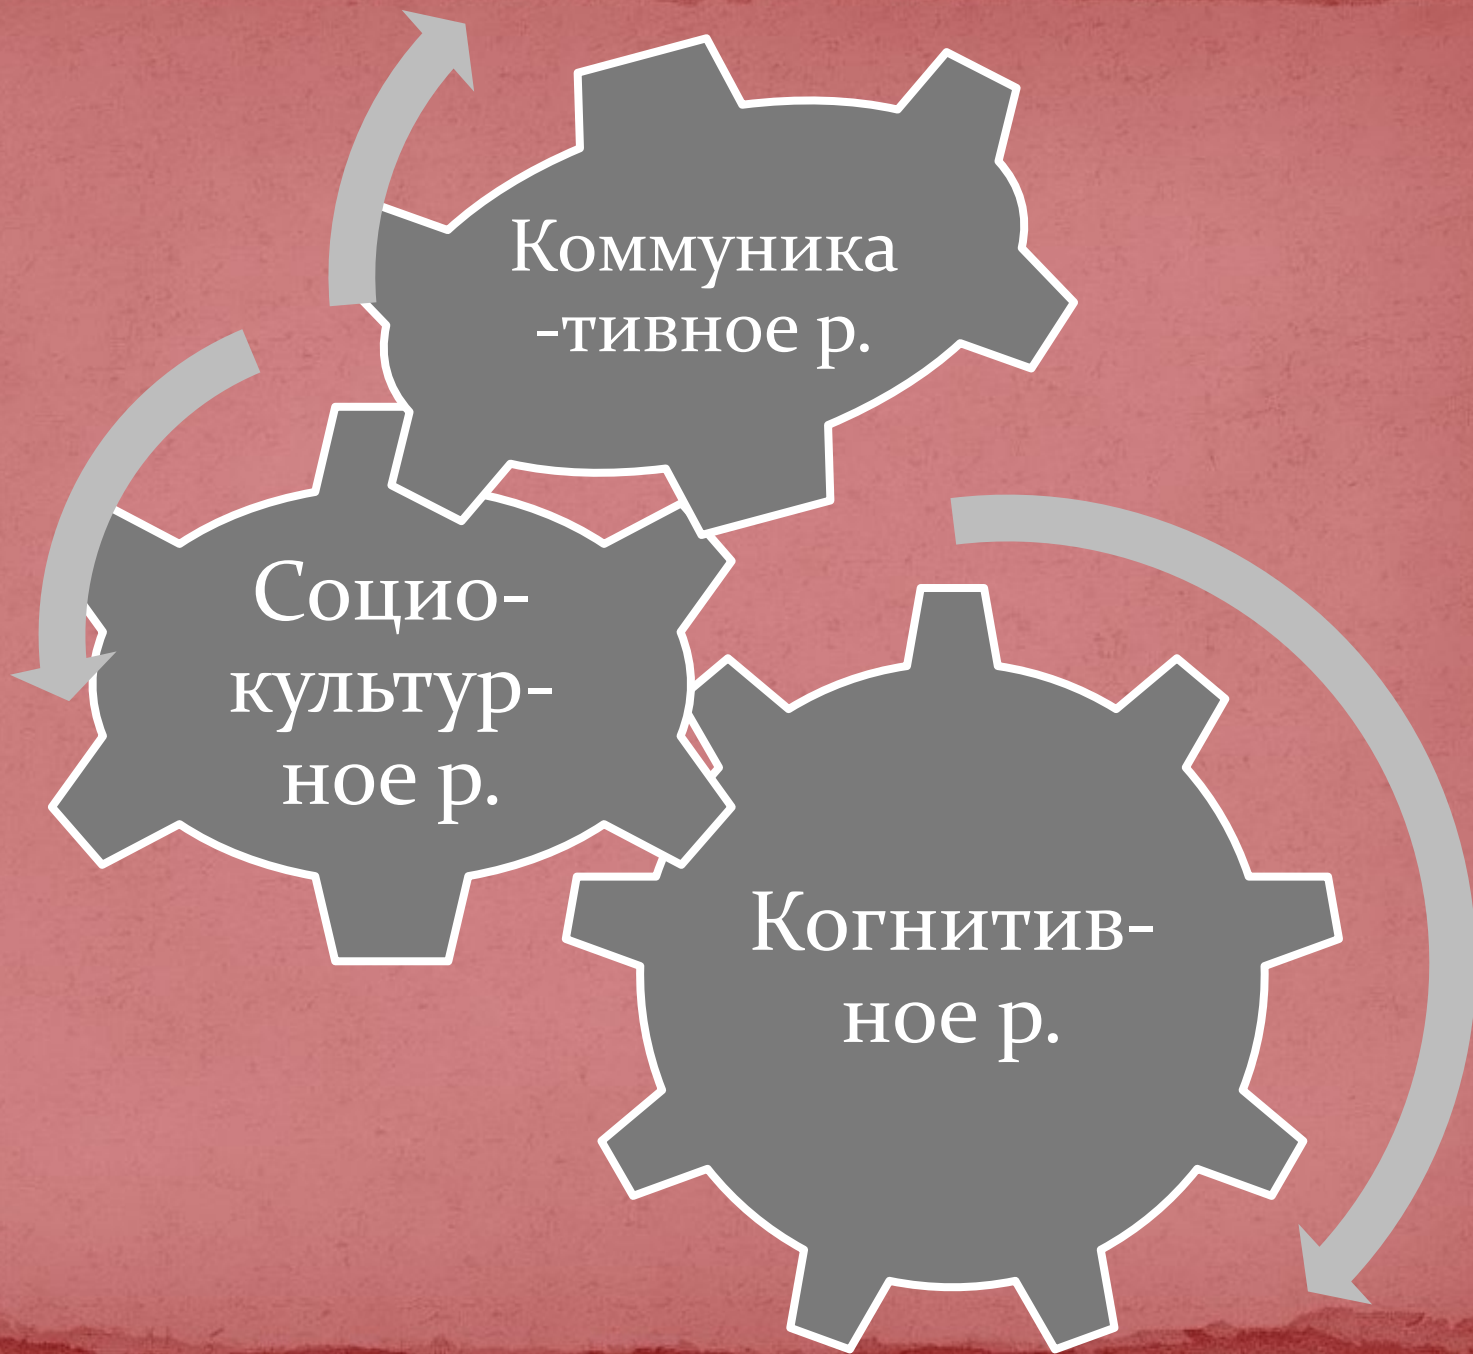 Коммуника
-тивное р.
Социо-
культур-
ное р.
Когнитив-
ное р.